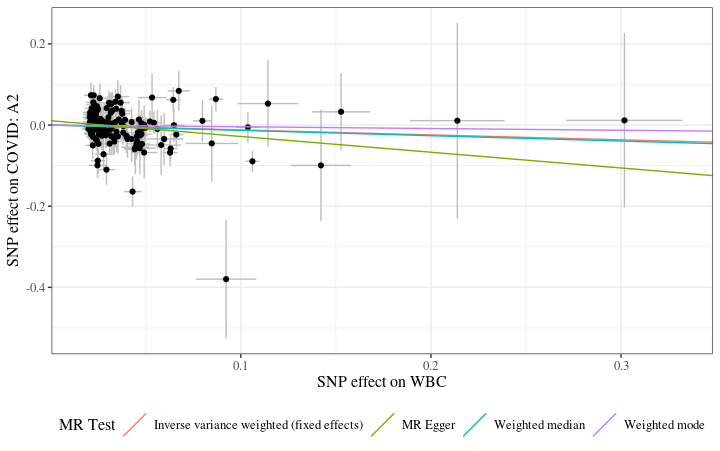 SNP effect on COVID: A2
0.2
0.0
-0.2
-0.4
0.1 0.2 0.3
SNP effect on WBC
MR Test Inverse variance weighted (fixed effects) MR Egger Weighted median Weighted mode